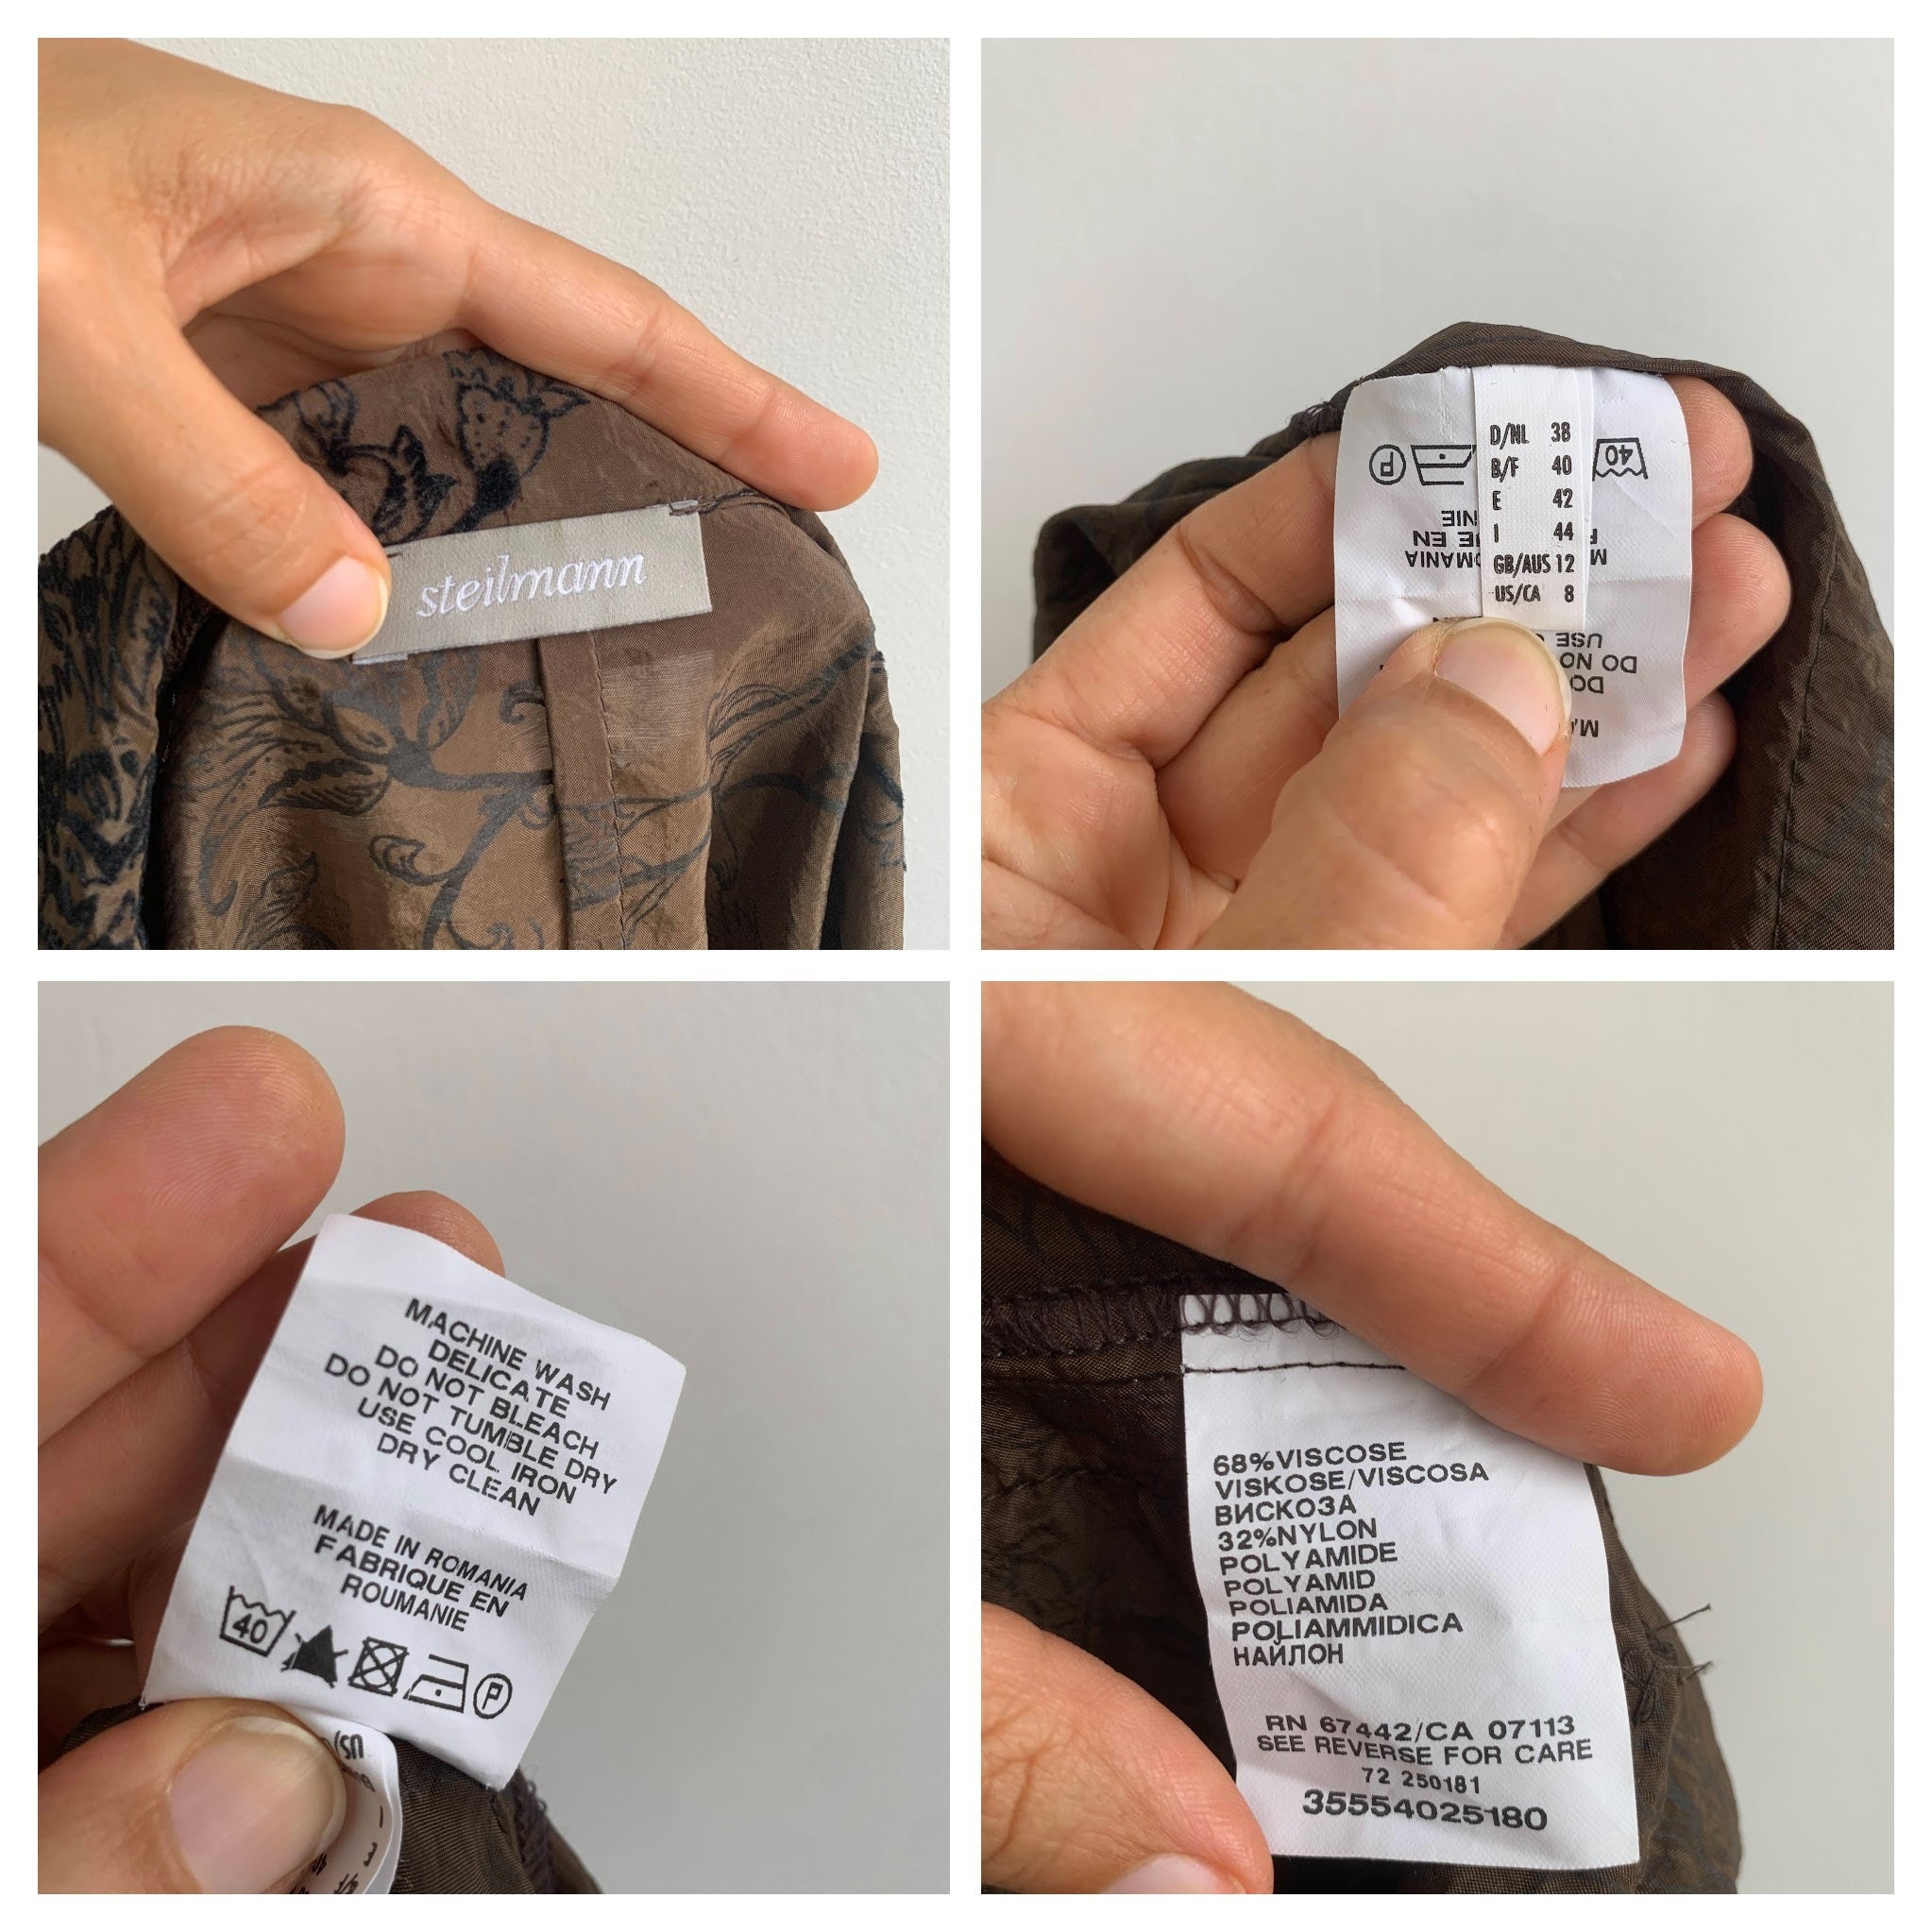 steilmann
D/NL 38
B/F 40
E 42
I 44
GB/AUS 12
US/CA 8
40
P
MACHINE WASH
DELICATE
DO NOT BLEACH
DO NOT TUMBLE DRY
USE COOL IRON
DRY CLEAN
MADE IN ROMANIA
FABRIQUE EN
ROUMANIE
40
P
68%VISCOSE
VISKOSE/VISCOSA
ВИСКОЗА
32%NYLON
POLYAMIDE
POLYAMID
POLIAMIDA
POLIAMMIDICA
НАЙЛОН
RN 67442/CA 07113
SEE REVERSE FOR CARE
72 250181
35554025180